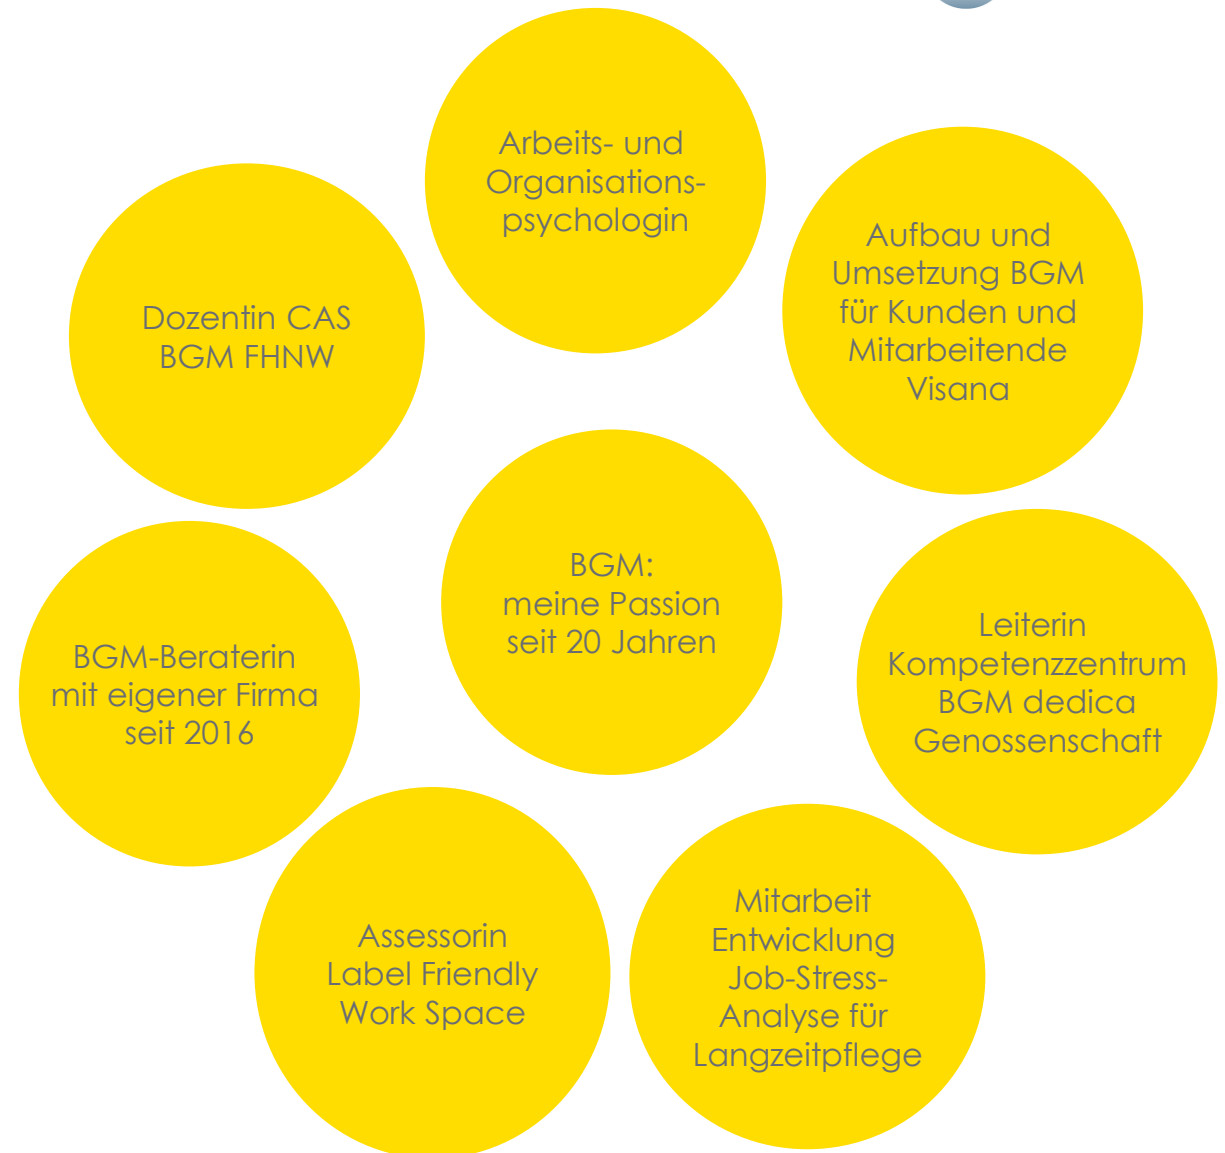 Arbeits- und
Organisations-
psychologin
Aufbau und
Umsetzung BGM
für Kunden und
Mitarbeitende
Visana
Dozentin CAS
BGM FHNW
BGM:
meine Passion
seit 20 Jahren
Leiterin
Kompetenzzentrum
BGM dedica
Genossenschaft
BGM-Beraterin
mit eigener Firma
seit 2016
Mitarbeit
Entwicklung
Job-Stress-
Analyse für
Langzeitpflege
Assessorin
Label Friendly
Work Space